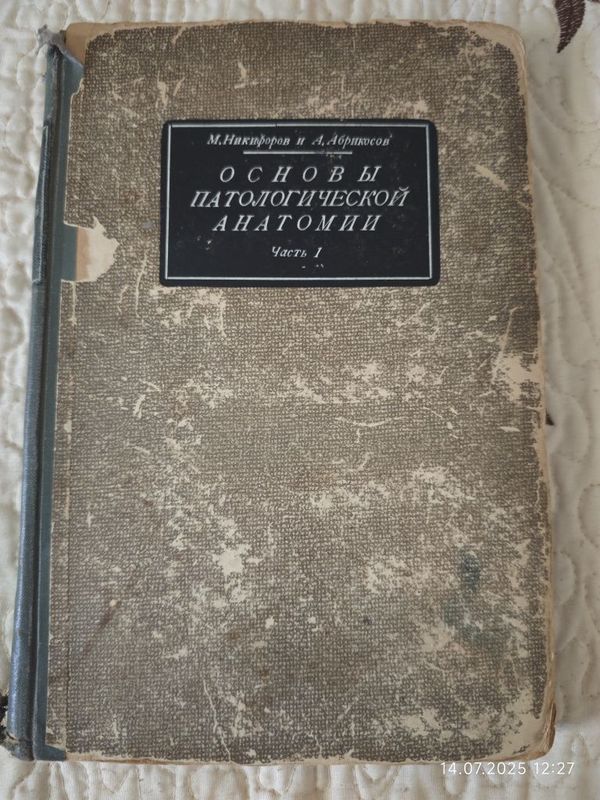 М. Никифоров и А. Абрикосов
ОСНОВЫ
ПАТОЛОГИЧЕСКОЙ
АНАТОМИИ
Часть I
14.07.2025 12:27